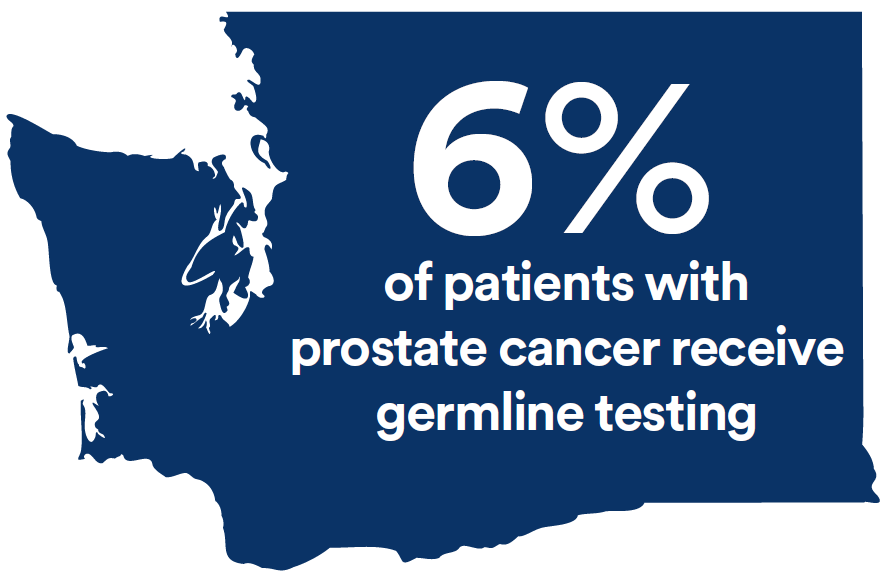 6%
of patients with
prostate cancer receive
germline testing